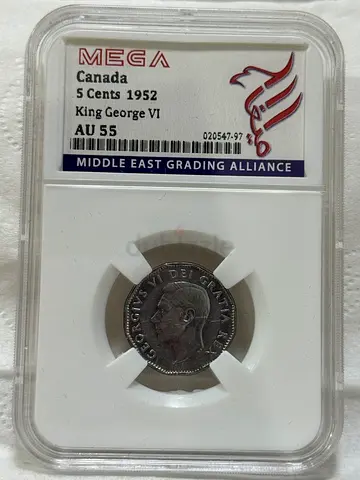 MEGA
Canada
5 Cents 1952
King George VI
AU 55
020547-97
MIDDLE EAST GRADING ALLIANCE
GEORGIVS VI DEI GRATIA REX